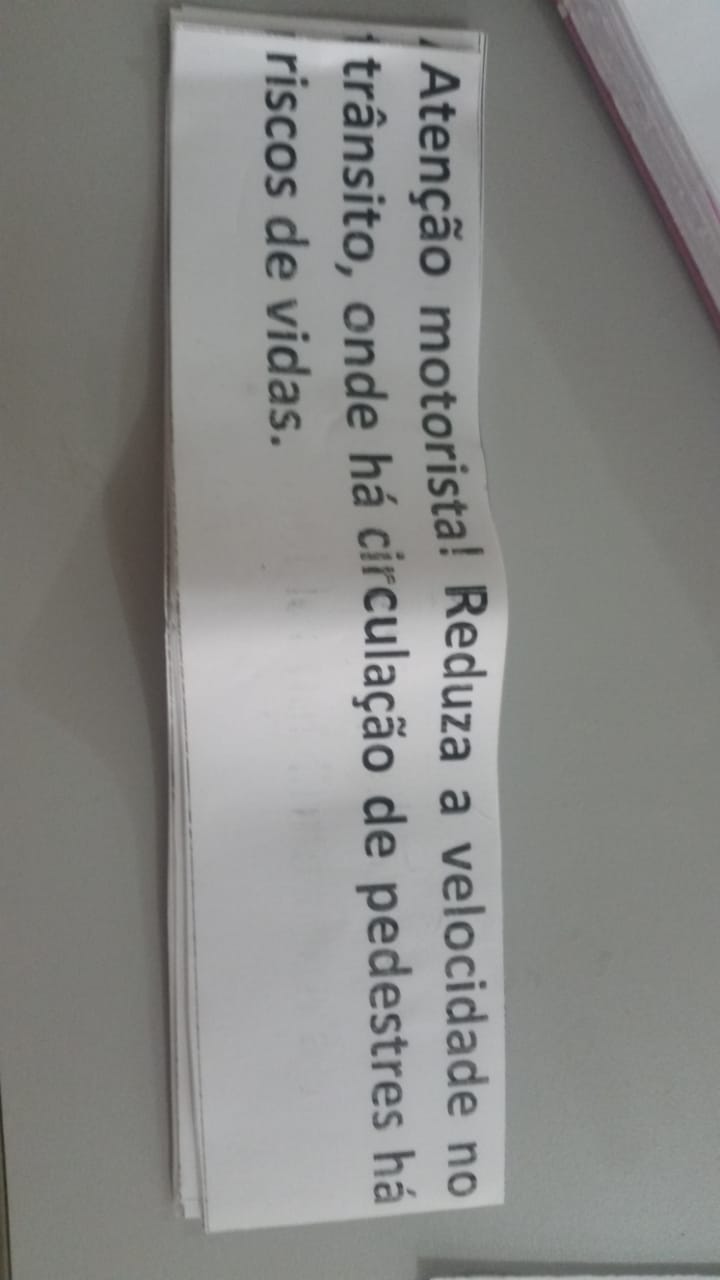 Atenção motorista! Reduza a velocidade no
trânsito, onde há circulação de pedestres há
riscos de vidas.